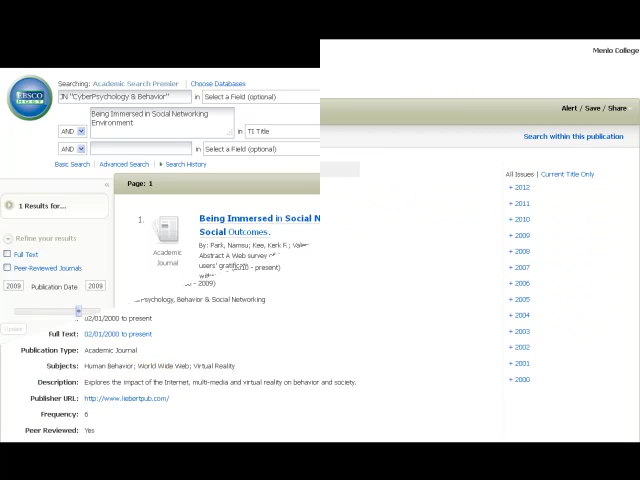 Menlo College
Searching: Academic Search Premier | Choose Databases
EBSCO HOST
JN "CyberPsychology & Behavior" in Select a Field (optional)
Alert / Save / Share
Being Immersed in Social Networking
Environment
AND in TI Title
Search within this publication
AND in Select a Field (optional)
Basic Search | Advanced Search | Search History
All Issues | Current Title Only
« Page: 1
+ 2012
1 Results for...
+ 2011
1. Being Immersed in Social N
+ 2010
Social Outcomes.
Refine your results
+ 2009
By: Park, Namsu; Kee, Kerk F.;
Full Text
Academic
Journal
Abstract A Web survey
+ 2008
Peer-Reviewed Journals
users' - present)
+ 2007
2009 Publication Date 2009
- 2009)
+ 2006
Psychology, Behavior & Social Networking
+ 2005
02/01/2000 to present
+ 2004
Update
Full Text: 02/01/2000 to present
+ 2003
Publication Type: Academic Journal
+ 2002
Subjects: Human Behavior; World Wide Web; Virtual Reality
+ 2001
Description: Explores the impact of the Internet, multi-media and virtual reality on behavior and society.
+ 2000
Publisher URL: http://www.liebertpub.com/
Frequency: 6
Peer Reviewed: Yes